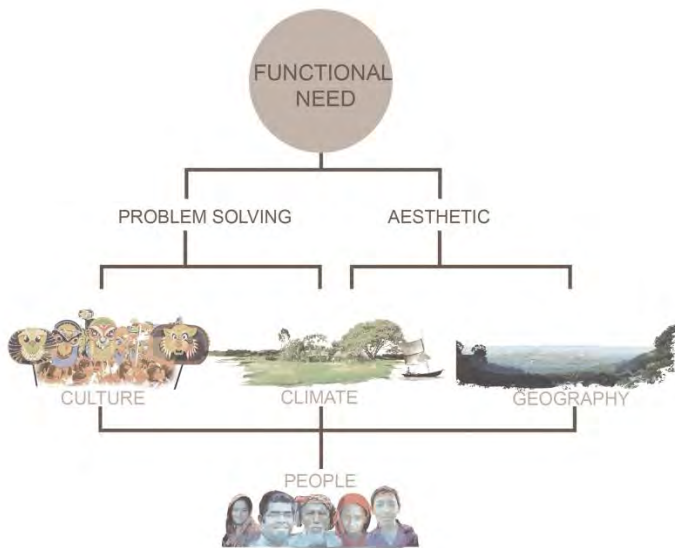 FUNCTIONAL
NEED
PROBLEM SOLVING
AESTHETIC
CULTURE
CLIMATE
GEOGRAPHY
PEOPLE